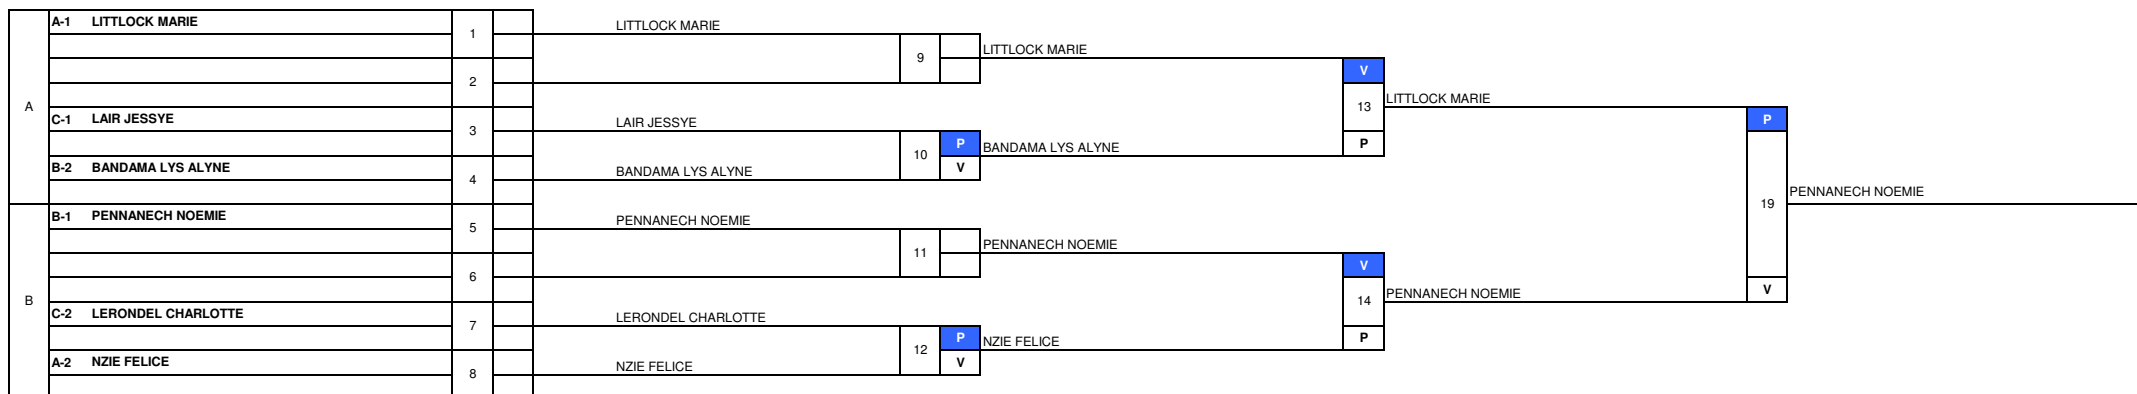 A-1 LITTLOCK MARIE
1
LITTLOCK MARIE
9
LITTLOCK MARIE
2
V
13
LITTLOCK MARIE
P
A
C-1 LAIR JESSYE
3
LAIR JESSYE
10
P
V
BANDAMA LYS ALYNE
B-2 BANDAMA LYS ALYNE
4
BANDAMA LYS ALYNE
P
19
V
PENNANECH NOEMIE
B-1 PENNANECH NOEMIE
5
PENNANECH NOEMIE
11
PENNANECH NOEMIE
6
V
14
PENNANECH NOEMIE
P
B
C-2 LERONDEL CHARLOTTE
7
LERONDEL CHARLOTTE
12
P
V
NZIE FELICE
A-2 NZIE FELICE
8
NZIE FELICE